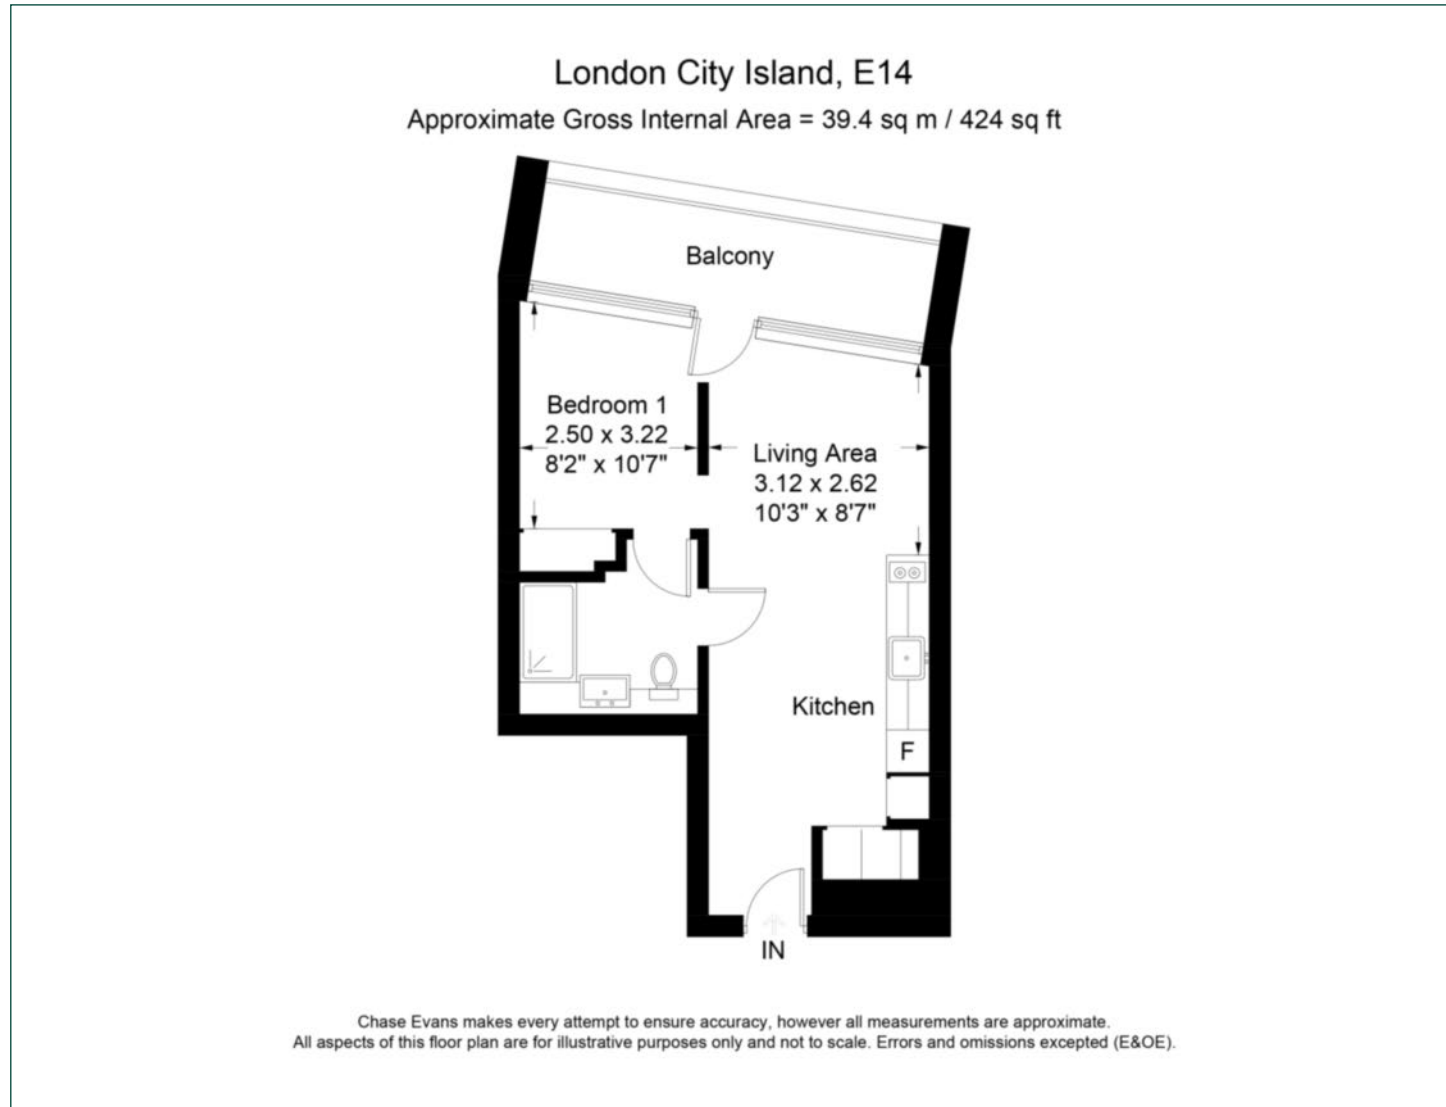 London City Island, E14
Approximate Gross Internal Area = 39.4 sq m / 424 sq ft
Balcony
Bedroom 1
2.50 x 3.22
8'2" x 10'7"
Living Area
3.12 x 2.62
10'3" x 8'7"
Kitchen
F
IN
Chase Evans makes every attempt to ensure accuracy, however all measurements are approximate.
All aspects of this floor plan are for illustrative purposes only and not to scale. Errors and omissions excepted (E&OE).